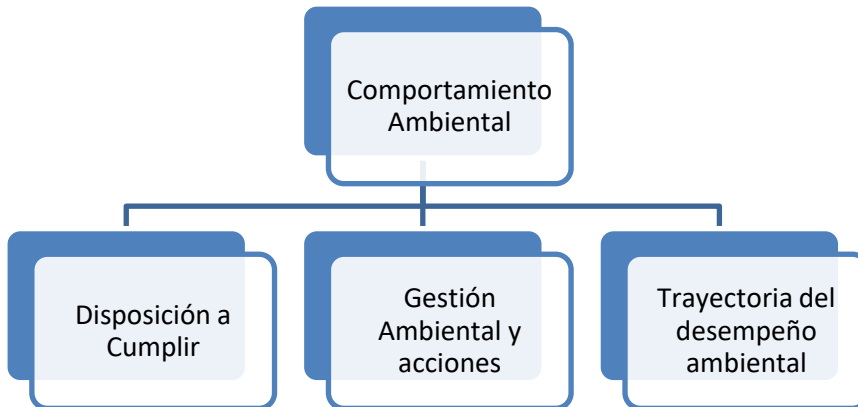 Comportamiento
Ambiental
Disposición a
Cumplir
Gestión
Ambiental y
acciones
Trayectoria del
desempeño
ambiental